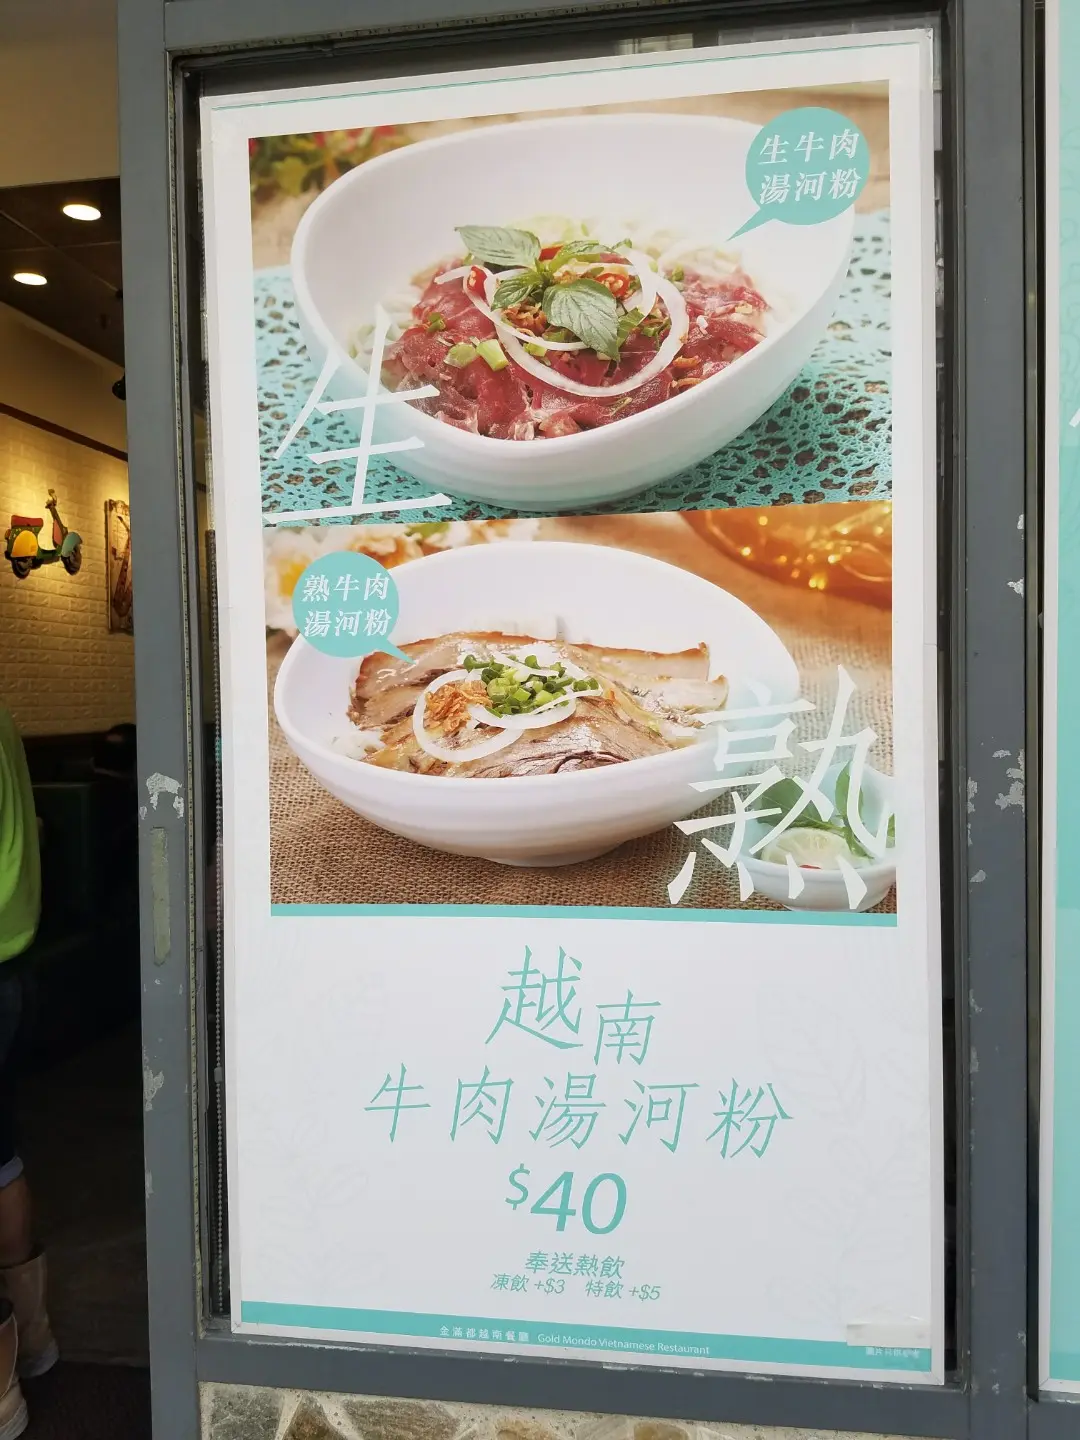 生牛肉
湯河粉
生
熟牛肉
湯河粉
熟
越南
牛肉湯河粉
$40
奉送熱飲
凍飲 +$3 特飲 +$5
金滿都越南餐廳 Gold Mondo Vietnamese Restaurant